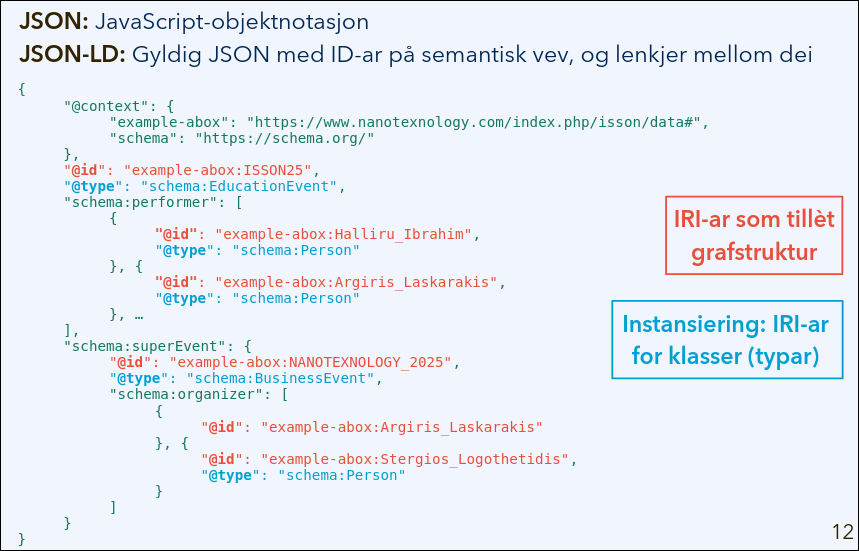 JSON: JavaScript-objektnotasjon
JSON-LD: Gyldig JSON med ID-ar på semantisk vev, og lenkjer mellom dei
{
"@context": {
"example-abox": "https://www.nanotexnology.com/index.php/isson/data#",
"schema": "https://schema.org/"
},
"@id": "example-abox:ISSON25",
"@type": "schema:EducationEvent",
"schema:performer": [
{
"@id": "example-abox:Halliru_Ibrahim",
"@type": "schema:Person"
}, {
"@id": "example-abox:Argiris_Laskarakis",
"@type": "schema:Person"
}, …
],
"schema:superEvent": {
"@id": "example-abox:NANOTEXNOLOGY_2025",
"@type": "schema:BusinessEvent",
"schema:organizer": [
{
"@id": "example-abox:Argiris_Laskarakis"
}, {
"@id": "example-abox:Stergios_Logothetidis",
"@type": "schema:Person"
}
]
}
}
IRI-ar som tillèt
grafstruktur
Instansiering: IRI-ar
for klasser (typar)
12